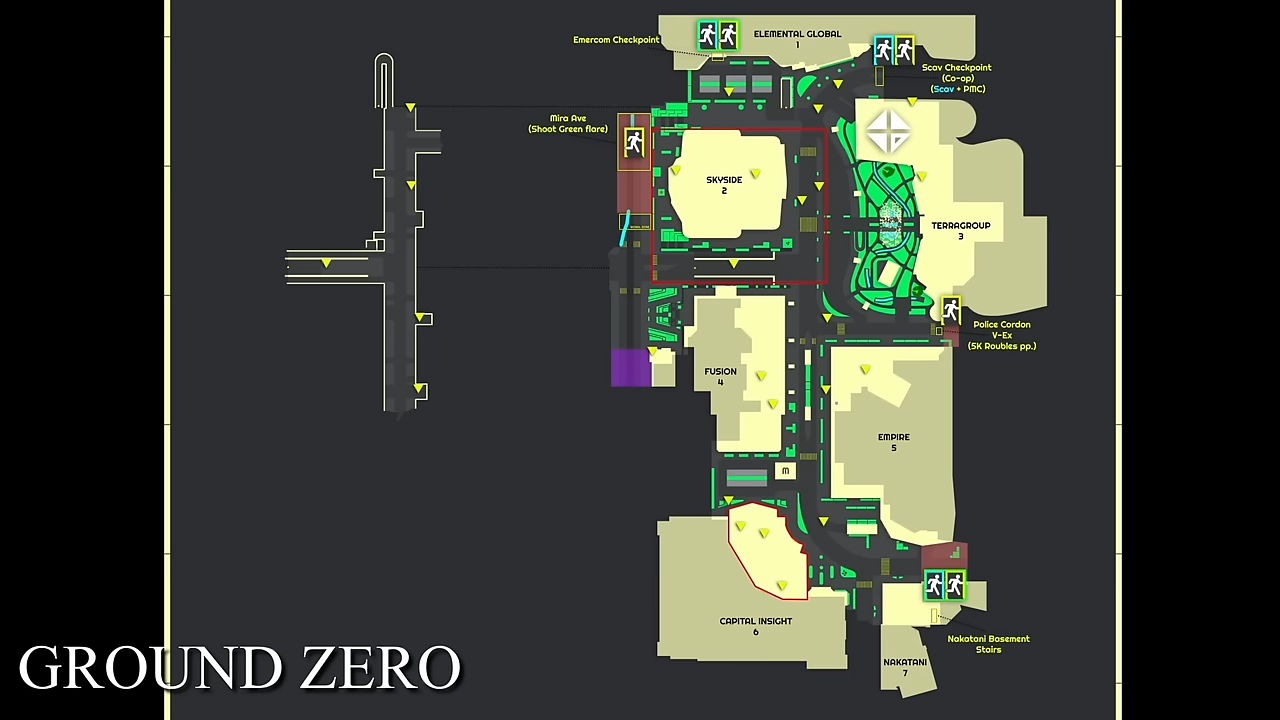 ELEMENTAL GLOBAL
1
Emercom Checkpoint
Scav Checkpoint
(Co-op)
(Scav + PMC)
Mira Ave
(Shoot Green flare)
SKYSIDE
2
TERRAGROUP
3
Police Cordon
V-Ex
(5K Roubles pp.)
FUSION
4
EMPIRE
5
M
CAPITAL INSIGHT
6
Nakatani Basement
Stairs
NAKATANI
7
GROUND ZERO